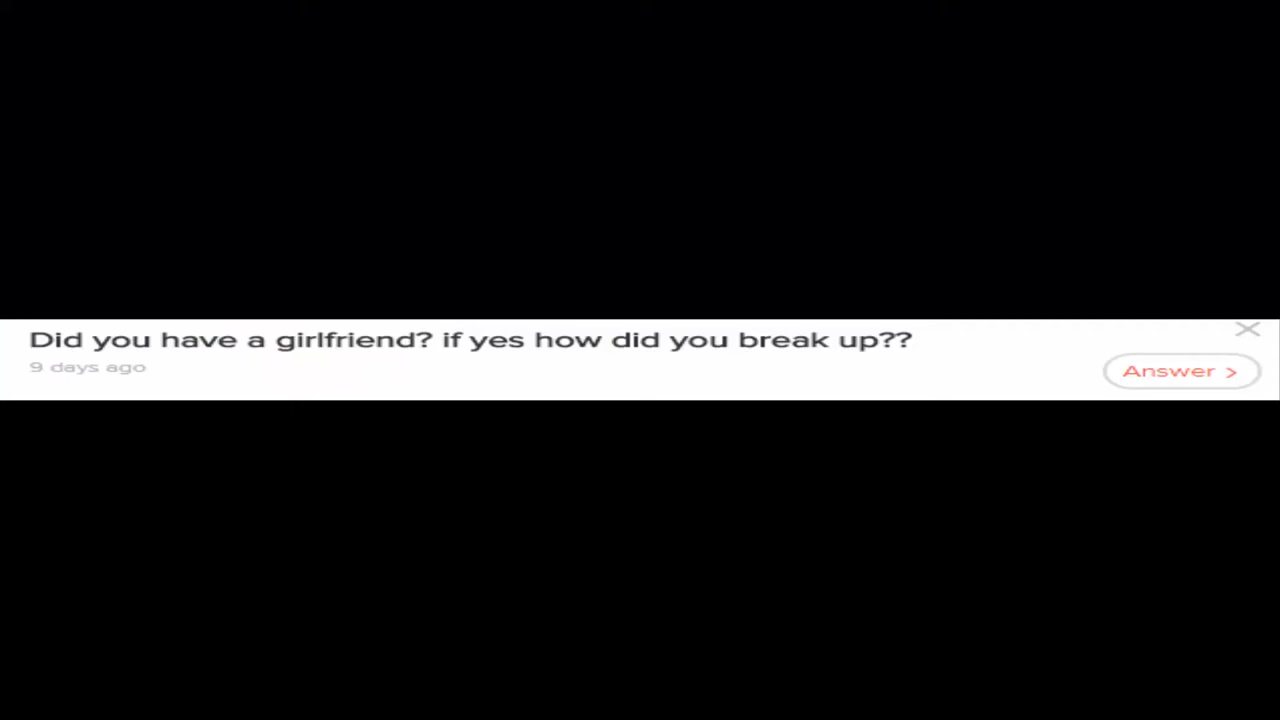 Did you have a girlfriend? if yes how did you break up??
9 days ago
Answer >